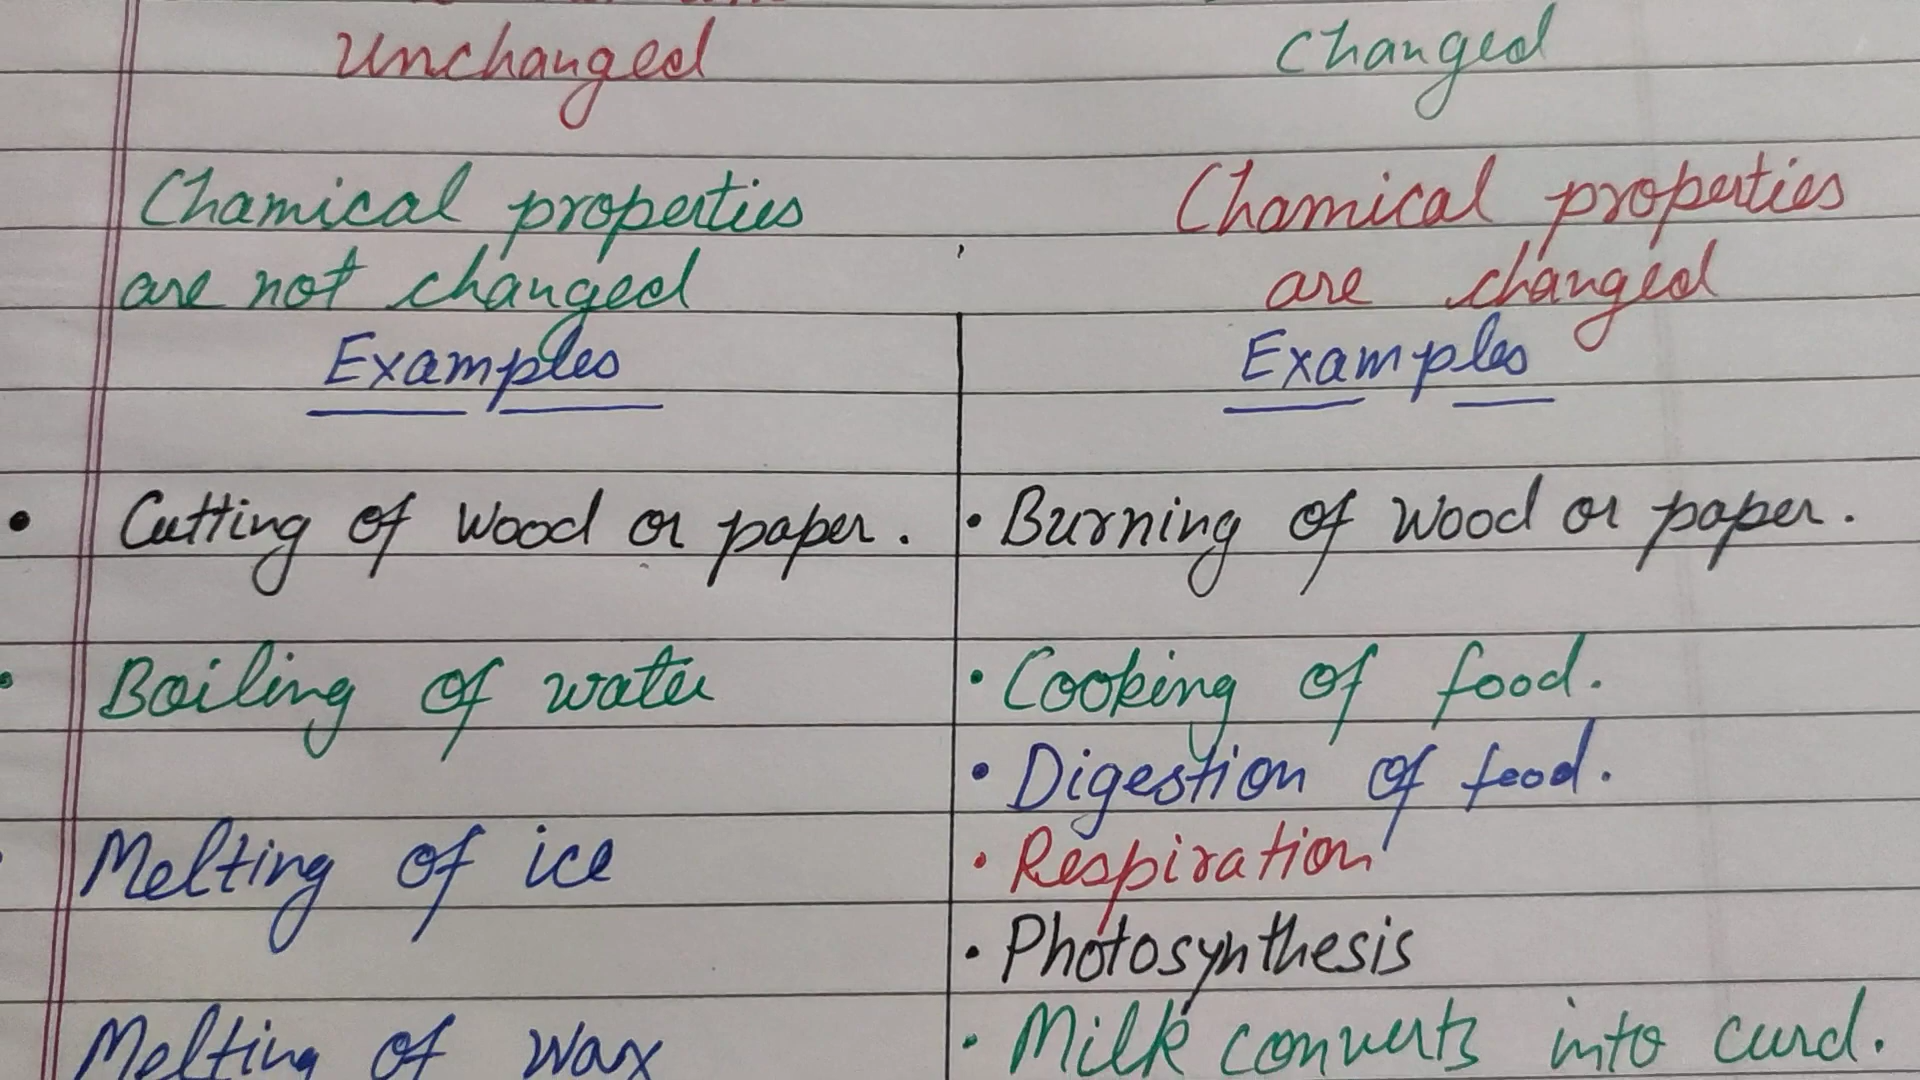 Unchanged
Changed
Chamical properties
are not changed
Chamical properties
are changed
Examples
Examples
• Cutting of wood or paper.
• Boiling of water
Melting of ice
Melting of wax
• Burning of wood or paper.
• Cooking of food.
• Digestion of food.
• Respiration
• Photosynthesis
• Milk converts into curd.